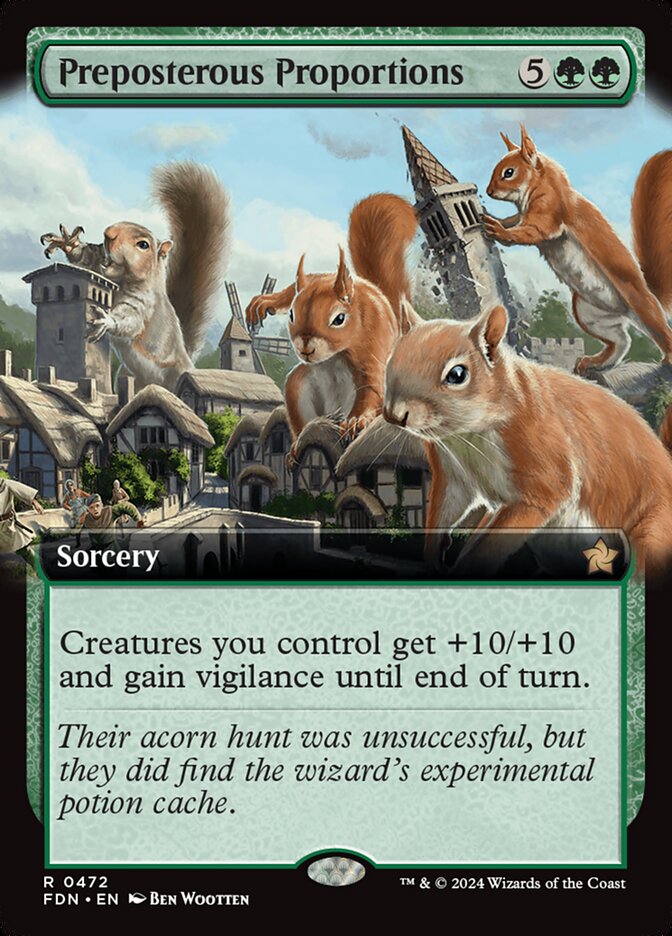 Preposterous Proportions 5
Sorcery
Creatures you control get +10/+10
and gain vigilance until end of turn.
Their acorn hunt was unsuccessful, but
they did find the wizard's experimental
potion cache.
R 0472
FDN • EN Ben Wootten
™ & © 2024 Wizards of the Coast